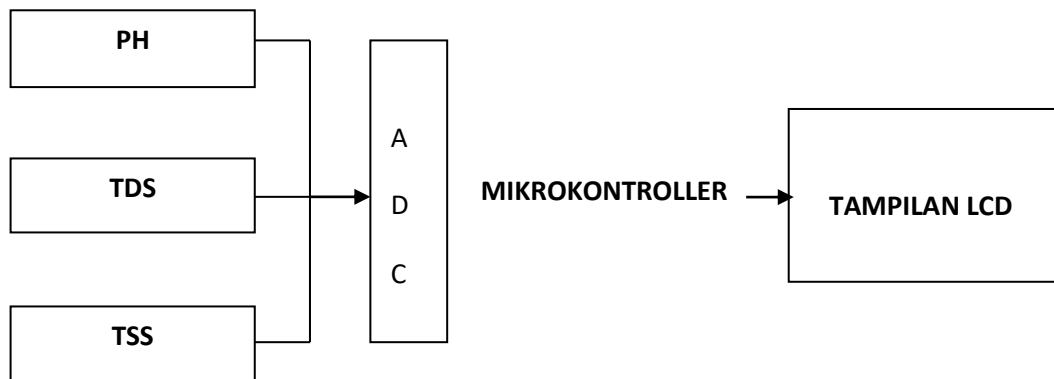 PH
TDS
TSS
A
D
C
MIKROKONTROLLER
TAMPILAN LCD